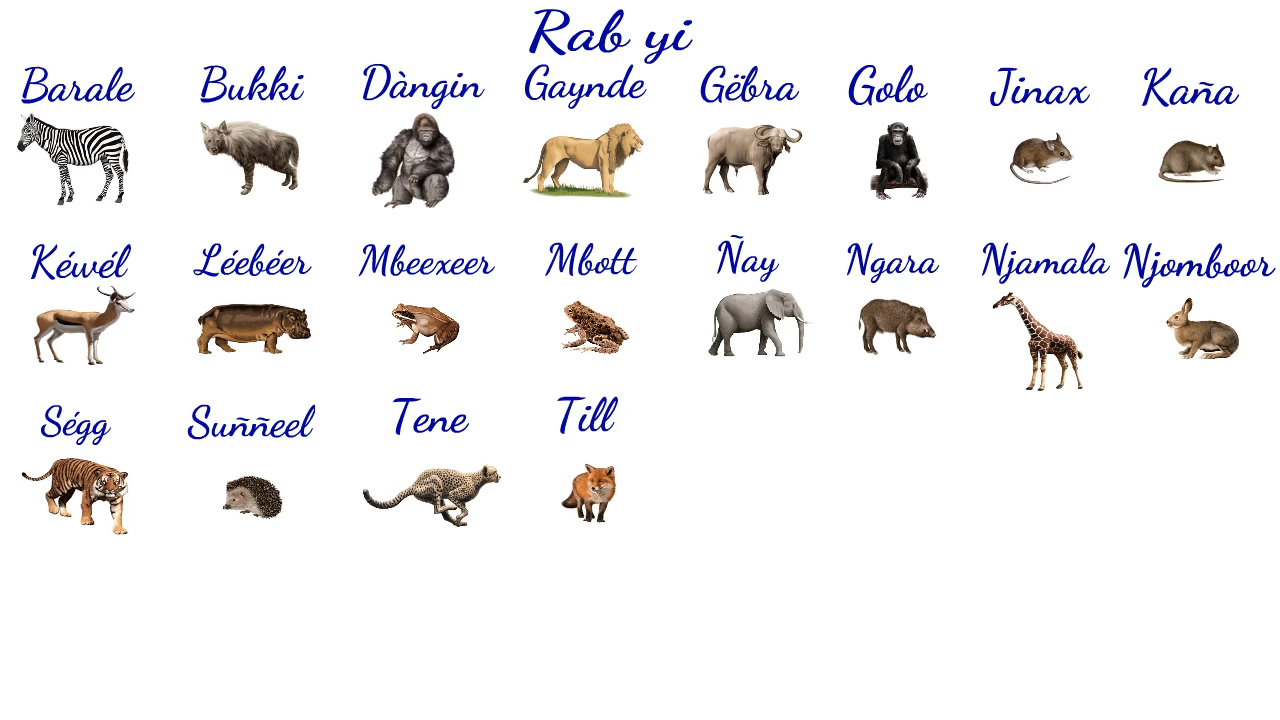 Rab yi
Barale Bukki Dàngin Gaynde Gëbra Golo Jinax Kaña
Kéwél Léebéer Mbeexeer Mbott Ñay Ngara Njamala Njomboor
Ségg Suññeel Tene Till